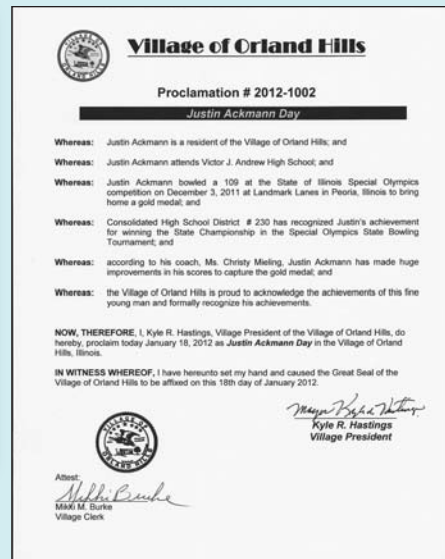 Village of Orland Hills
Proclamation # 2012-1002
Justin Ackmann Day
Whereas: Justin Ackmann is a resident of the Village of Orland Hills; and
Whereas: Justin Ackmann attends Victor J. Andrew High School; and
Whereas: Justin Ackmann bowled a 109 at the State of Illinois Special Olympics
competition on December 3, 2011 at Landmark Lanes in Peoria, Illinois to bring
home a gold medal; and
Whereas: Consolidated High School District # 230 has recognized Justin's achievement
for winning the State Championship in the Special Olympics State Bowling
Tournament; and
Whereas: according to his coach, Ms. Christy Mieling, Justin Ackmann has made huge
improvements in his scores to capture the gold medal; and
Whereas: the Village of Orland Hills is proud to acknowledge the achievements of this fine
young man and formally recognize his achievements.
NOW, THEREFORE, I, Kyle R. Hastings, Village President of the Village of Orland Hills, do
hereby, proclaim today January 18, 2012 as Justin Ackmann Day in the Village of Orland
Hills, Illinois.
IN WITNESS WHEREOF, I have hereunto set my hand and caused the Great Seal of the
Village of Orland Hills to be affixed on this 18th day of January 2012.
Mayor Kyle R Hastings
Kyle R. Hastings
Village President
Attest:
Mikki Burke
Mikki M. Burke
Village Clerk